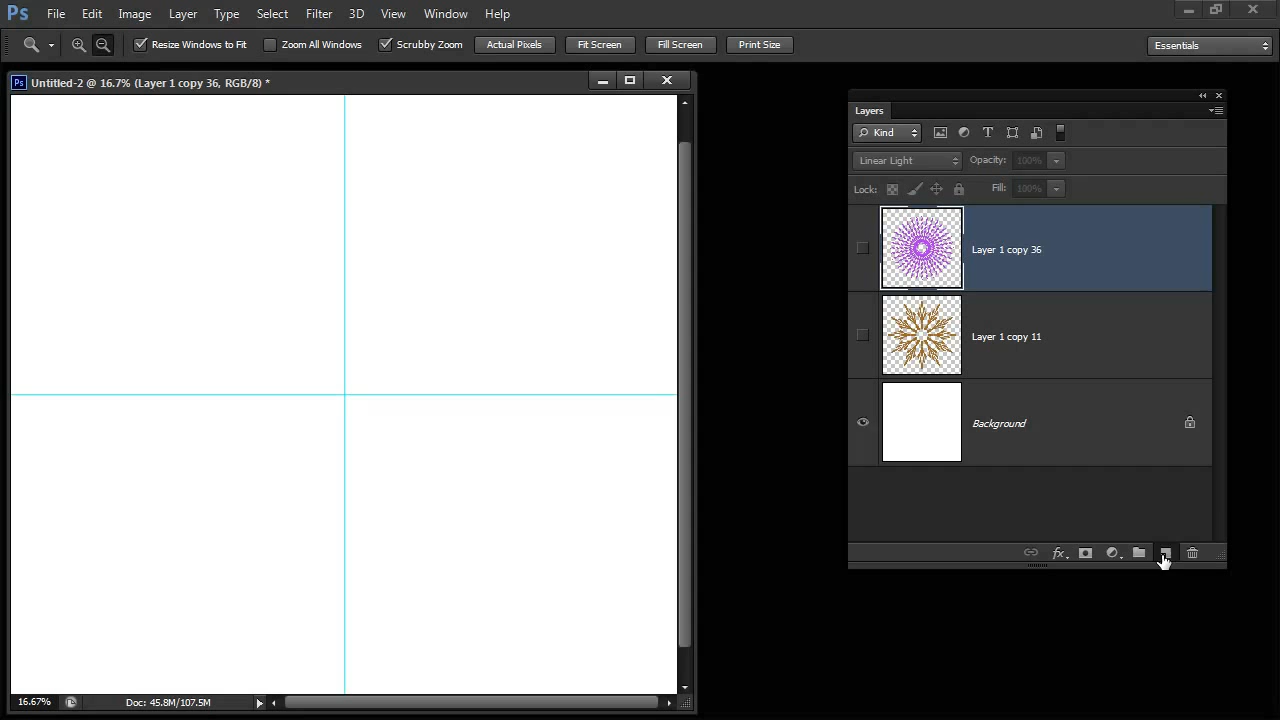 Ps File Edit Image Layer Type Select Filter 3D View Window Help
Resize Windows to Fit Zoom All Windows Scrubby Zoom Actual Pixels Fit Screen Fill Screen Print Size Essentials
Ps Untitled-2 @ 16.7% (Layer 1 copy 36, RGB/8) *
Layers
Kind T
Linear Light Opacity: 100%
Lock: Fill: 100%
Layer 1 copy 36
Layer 1 copy 11
Background
fx
16.67% Doc: 45.8M/107.5M